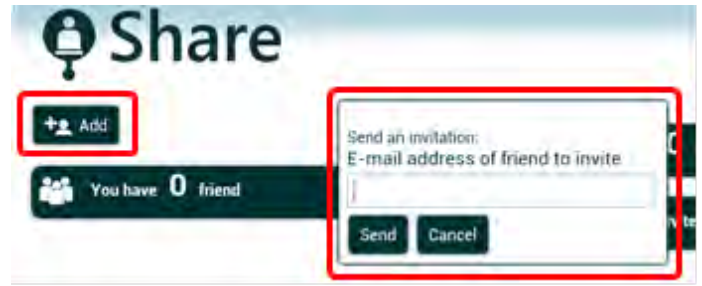 Share
Add
You have 0 friend
Send an invitation:
E-mail address of friend to invite
Send Cancel